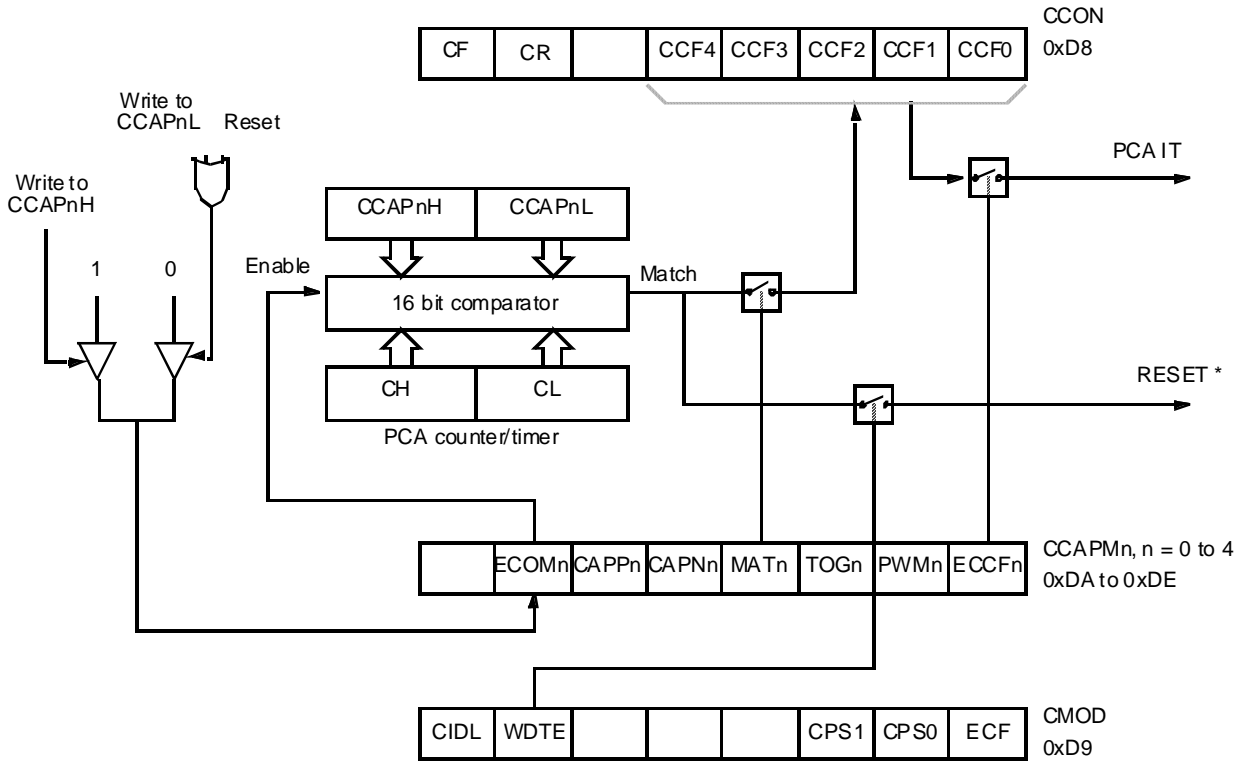 CCON
0xD8
CF CR CCF4 CCF3 CCF2 CCF1 CCF0
Write to
CCAPnL Reset
Write to
CCAPnH
PCA IT
CCAPnH CCAPnL
1 0
Enable
Match
16 bit comparator
CH CL
PCA counter/timer
RESET *
ECOMn CAPPn CAPNn MATn TOGn PWMn ECCFn
CCAPMn, n = 0 to 4
0xDA to 0xDE
CIDL WDTE CPS1 CPS0 ECF
CMOD
0xD9